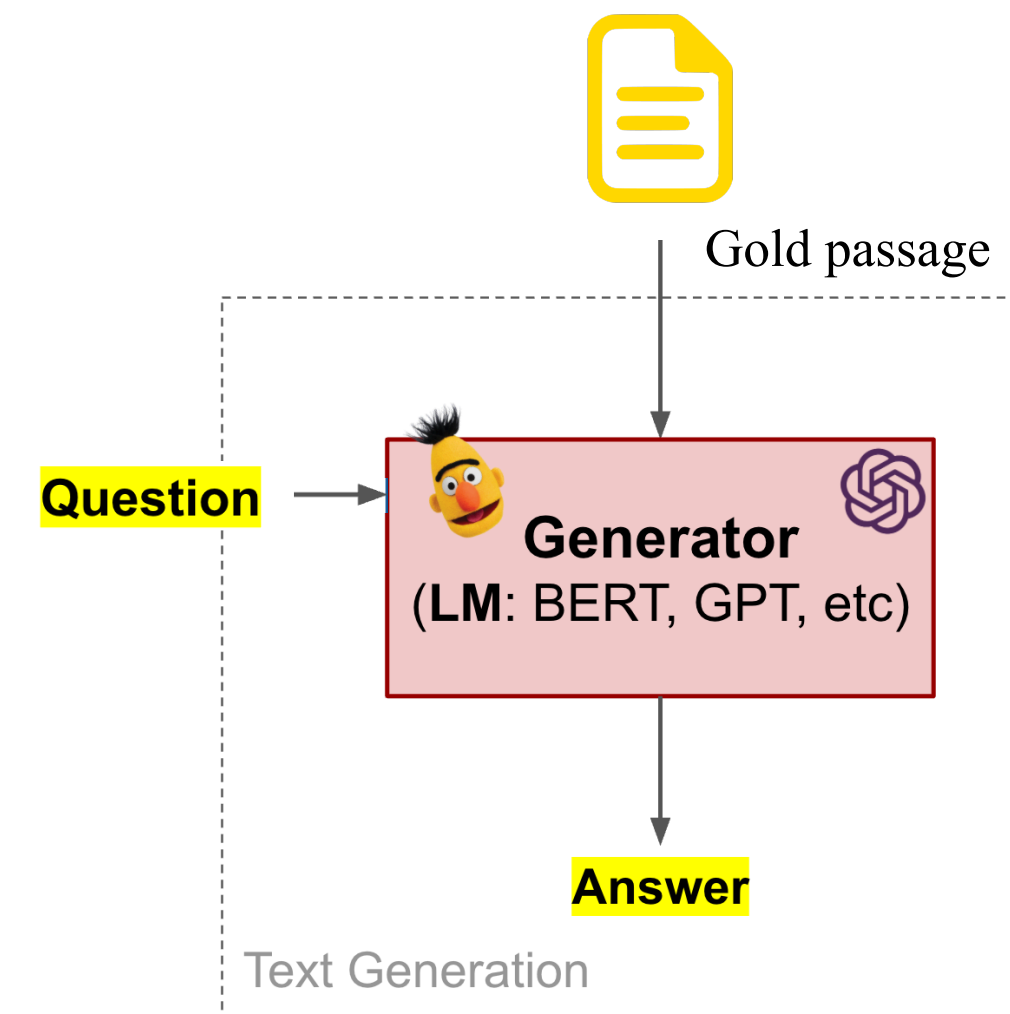 Gold passage
Question
Generator
(LM: BERT, GPT, etc)
Answer
Text Generation